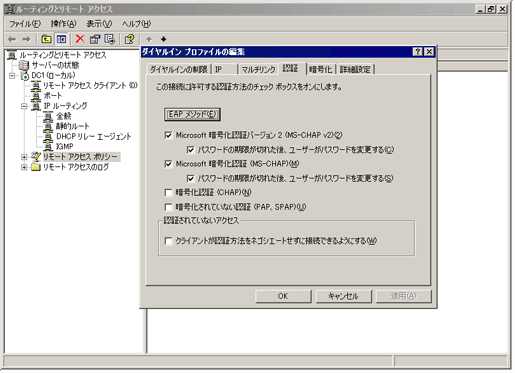 ルーティングとリモート アクセス
ファイル(F) 操作(A) 表示(V) ヘルプ(H)
ルーティングとリモート アクセス
サーバーの状態
DC1 (ローカル)
リモート アクセス クライアント (0)
ポート
IP ルーティング
全般
静的ルート
DHCP リレー エージェント
IGMP
リモート アクセス ポリシー
リモート アクセスのログ
ダイヤルイン プロファイルの編集
ダイヤルインの制限 IP マルチリンク 認証 暗号化 詳細設定
この接続に許可する認証方法のチェック ボックスをオンにします。
EAP メソッド(E)
Microsoft 暗号化認証バージョン 2 (MS-CHAP v2)(2)
パスワードの期限が切れた後、ユーザーがパスワードを変更する(C)
Microsoft 暗号化認証 (MS-CHAP)(M)
パスワードの期限が切れた後、ユーザーがパスワードを変更する(S)
暗号化認証 (CHAP)(N)
暗号化されていない認証 (PAP、SPAP)(U)
認証されていないアクセス
クライアントが認証方法をネゴシエートせずに接続できるようにする(W)
OK キャンセル 適用(A)